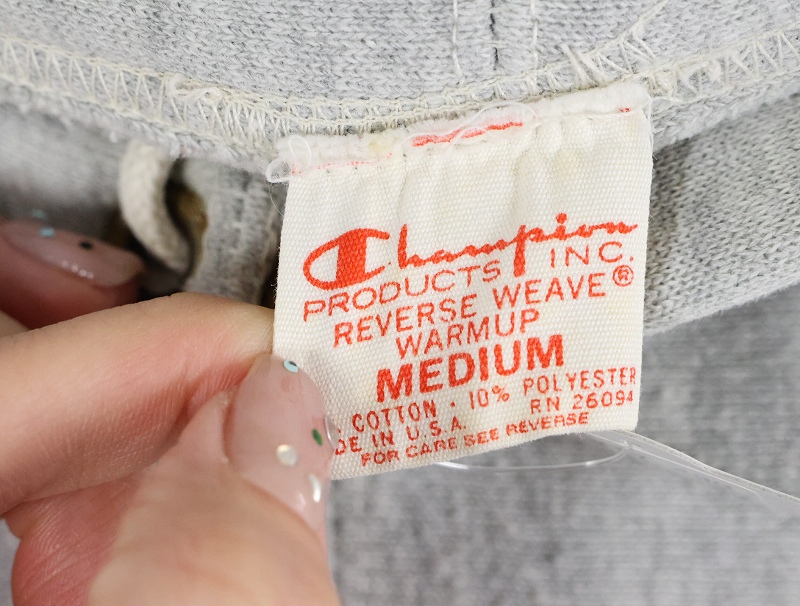 Champion
PRODUCTS INC.
REVERSE WEAVE®
WARMUP
MEDIUM
COTTON · 10% POLYESTER
DE IN U.S.A. RN 26094
FOR CARE SEE REVERSE